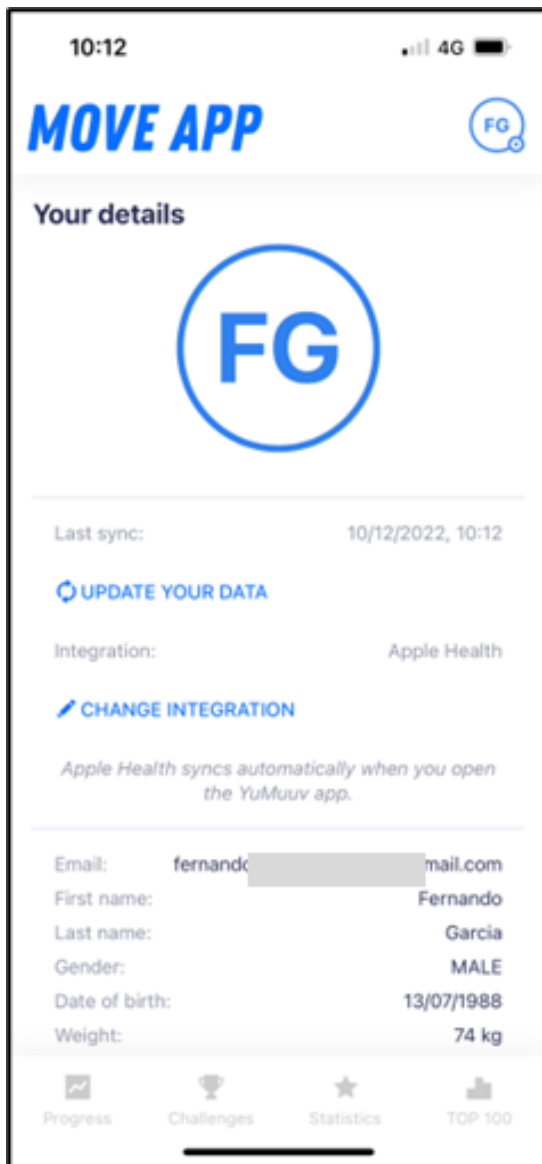 10:12
4G
MOVE APP
FG
Your details
FG
Last sync: 10/12/2022, 10:12
UPDATE YOUR DATA
Integration: Apple Health
CHANGE INTEGRATION
Apple Health syncs automatically when you open
the YuMuuv app.
Email: fernando mail.com
First name: Fernando
Last name: Garcia
Gender: MALE
Date of birth: 13/07/1988
Weight: 74 kg
Progress Challenges Statistics TOP 100